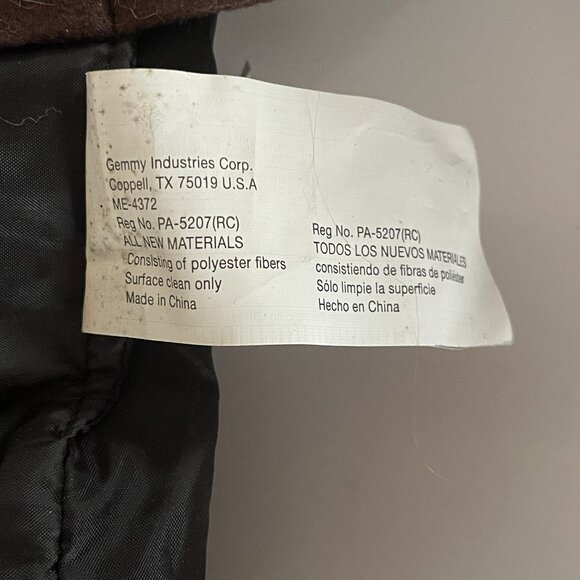 Gemmy Industries Corp.
Coppell, TX 75019 U.S.A
ME-4372
Reg No. PA-5207(RC)
ALL NEW MATERIALS
Consisting of polyester fibers
Surface clean only
Made in China
Reg No. PA-5207(RC)
TODOS LOS NUEVOS MATERIALES
consistiendo de fibras de poliéster
Sólo limpie la superficie
Hecho en China